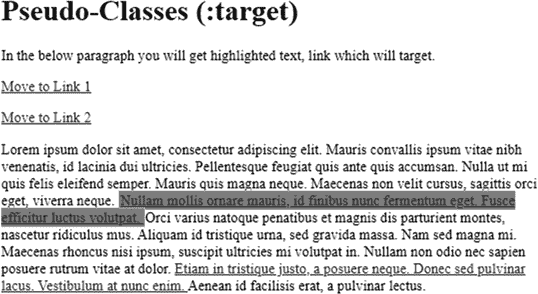 Pseudo-Classes (:target)
In the below paragraph you will get highlighted text, link which will target.
Move to Link 1
Move to Link 2
Lorem ipsum dolor sit amet, consectetur adipiscing elit. Mauris convallis ipsum vitae nibh
venenatis, id lacinia dui ultricies. Pellentesque feugiat quis ante quis accumsan. Nulla ut mi
quis felis eleifend semper. Mauris quis magna neque. Maecenas non velit cursus, sagittis orci
eget, viverra neque. Nullam mollis ornare mauris, id finibus nunc fermentum eget. Fusce
efficitur luctus volutpat. Orci varius natoque penatibus et magnis dis parturient montes,
nascetur ridiculus mus. Aliquam id tristique urna, sed gravida massa. Nam sed magna mi.
Maecenas rhoncus nisi ipsum, suscipit ultricies mi volutpat in. Nullam non odio nec sapien
posuere rutrum vitae at dolor. Etiam in tristique justo, a posuere neque. Donec sed pulvinar
lacus. Vestibulum at nunc enim. Aenean id facilisis erat, a pulvinar lectus.